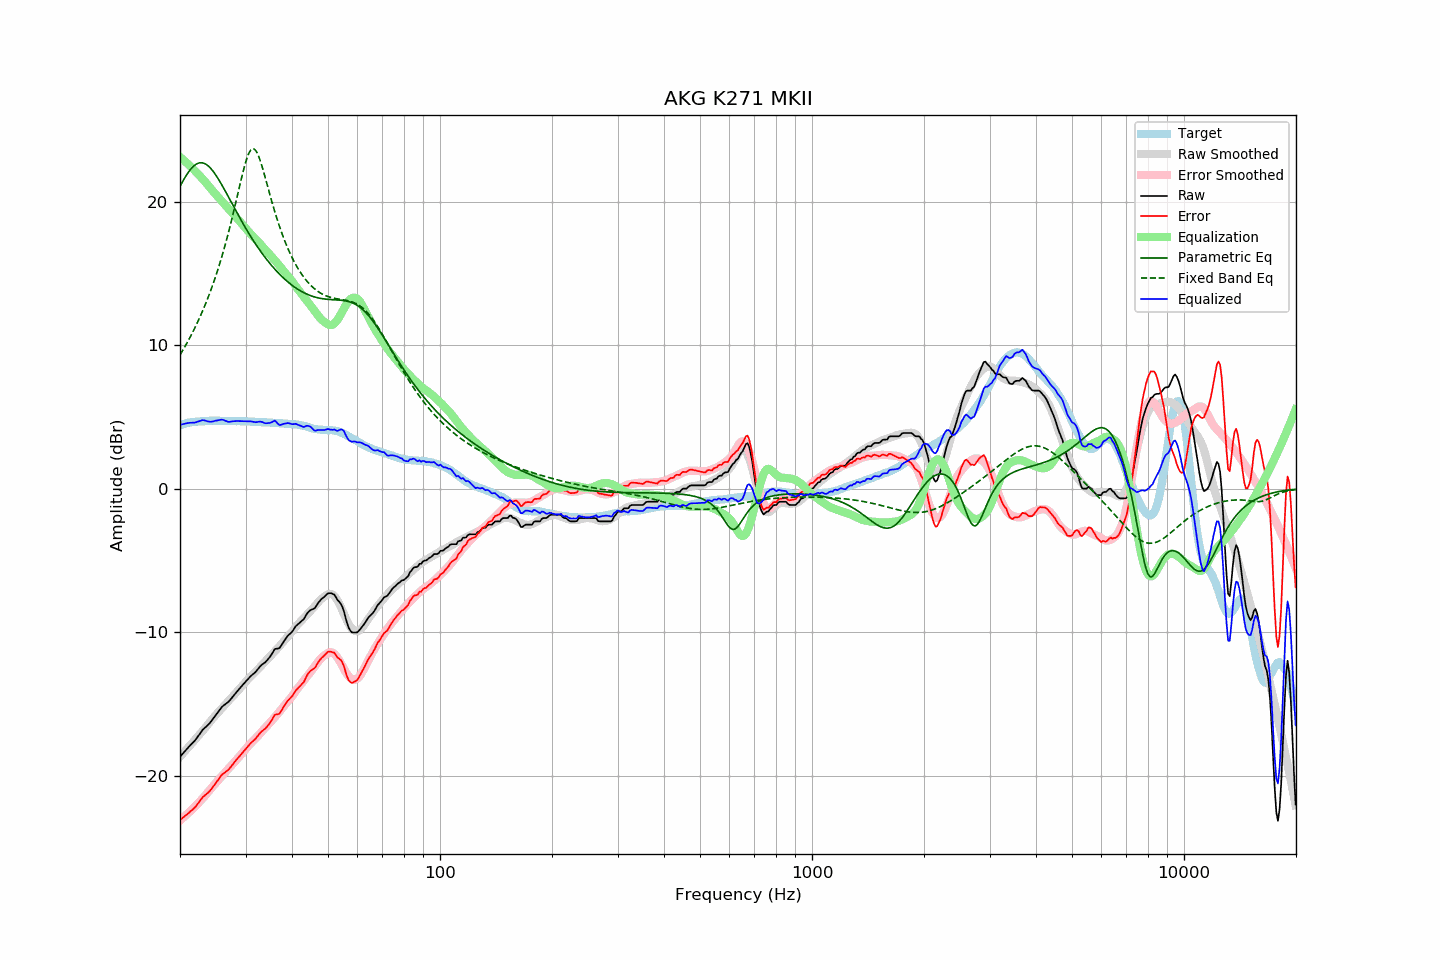 AKG K271 MKII
Target
Raw Smoothed
Error Smoothed
Raw
Error
Equalization
Parametric Eq
Fixed Band Eq
Equalized
Amplitude (dBr)
20
10
0
−10
−20
100
1000
10000
Frequency (Hz)